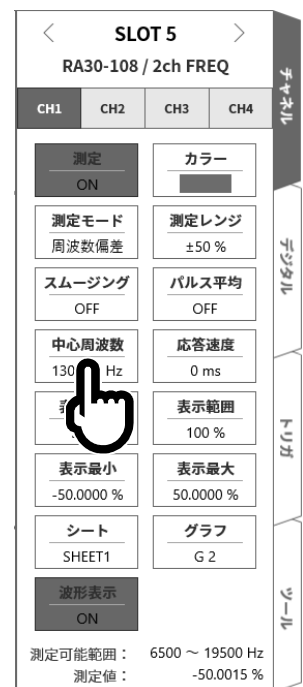 SLOT 5
RA30-108 / 2ch FREQ
CH1 CH2 CH3 CH4
測定 カラー
ON
測定モード 測定レンジ
周波数偏差 ±50 %
スムージング パルス平均
OFF OFF
中心周波数 応答速度
Hz 0 ms
表示範囲
100 %
表示最小 表示最大
-50.0000 % 50.0000 %
シート グラフ
SHEET1 G 2
波形表示
ON
測定可能範囲： 6500 ～ 19500 Hz
測定値： -50.0015 %
チャネル
デジタル
トリガ
ツール